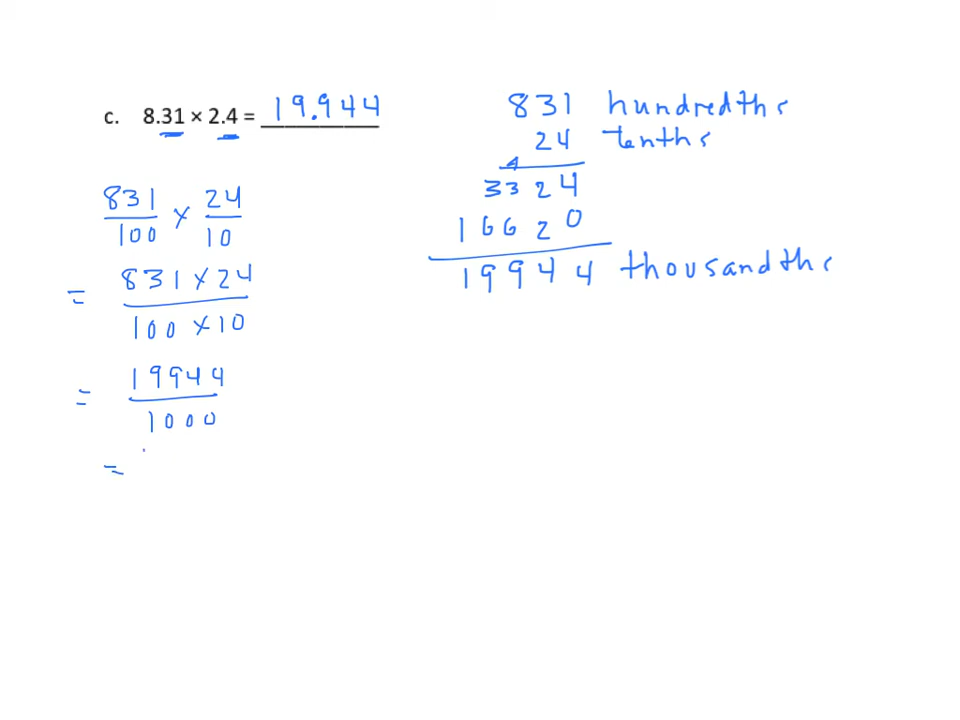 c. 8.31 × 2.4 = 19.944
831/100 × 24/10
= 831 × 24 / 100 × 10
= 19944/1000
=
831 hundredths
24 tenths
3324
16620
19944 thousandths